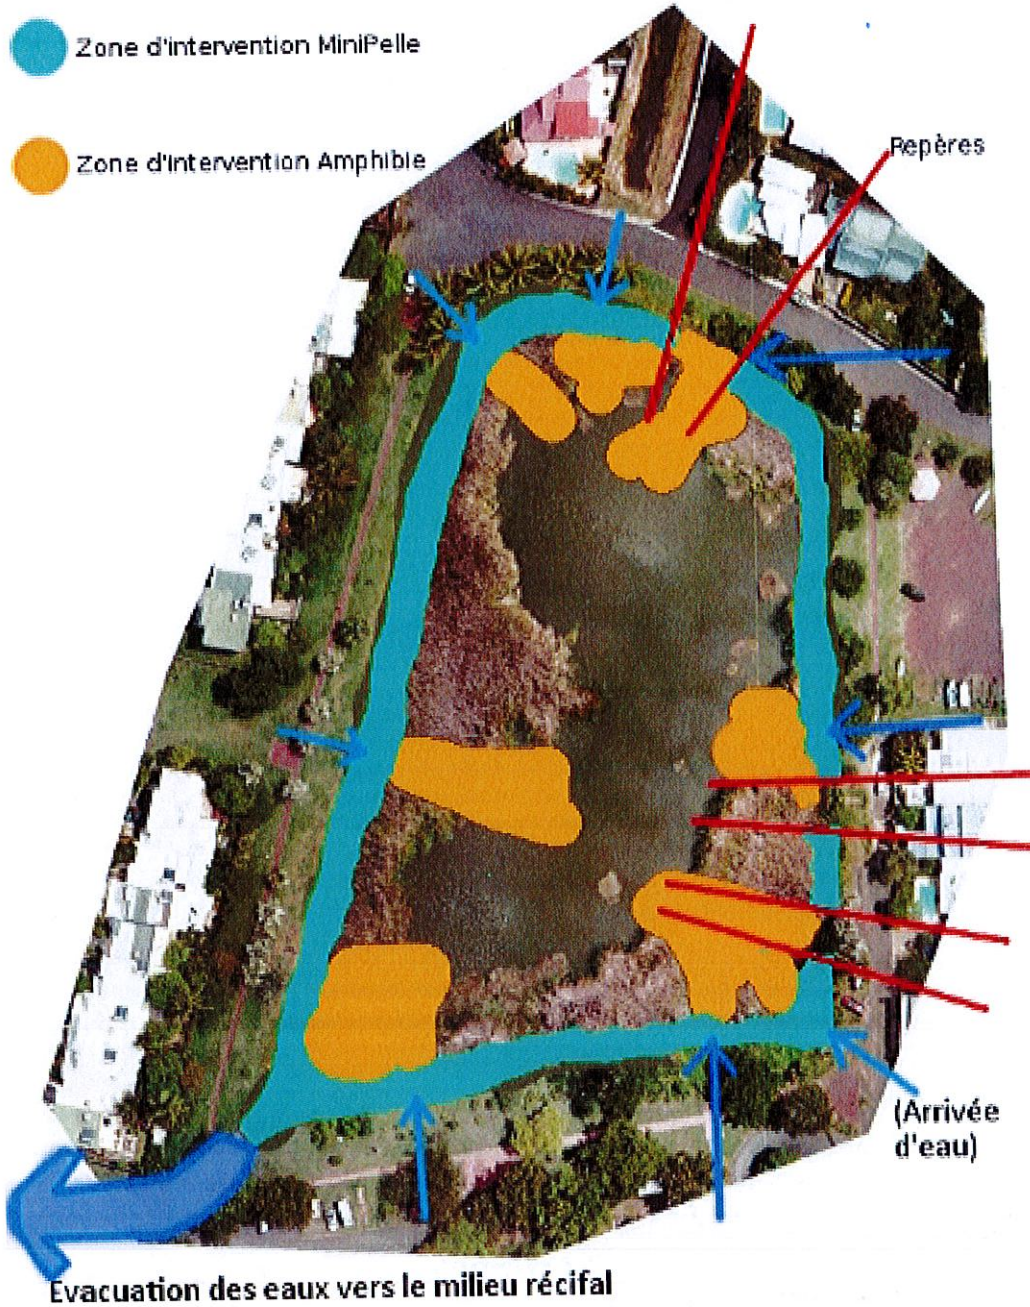 Zone d'intervention MiniPelle
Zone d'intervention Amphibie
Repères
(Arrivée
d'eau)
Evacuation des eaux vers le milieu récifal